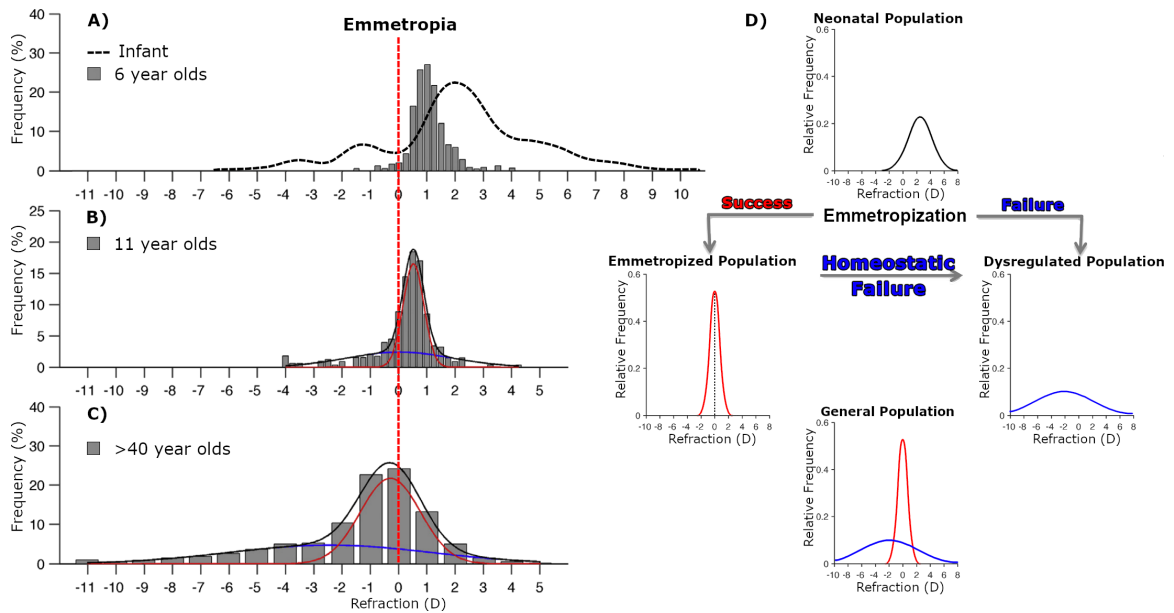 A)
Emmetropia
Infant
6 year olds
Frequency (%)
40
30
20
10
0
-11 -10 -9 -8 -7 -6 -5 -4 -3 -2 -1 0 1 2 3 4 5 6 7 8 9 10
B)
11 year olds
Frequency (%)
25
20
15
10
5
0
-11 -10 -9 -8 -7 -6 -5 -4 -3 -2 -1 0 1 2 3 4 5
C)
>40 year olds
Frequency (%)
40
30
20
10
0
-11 -10 -9 -8 -7 -6 -5 -4 -3 -2 -1 0 1 2 3 4 5
Refraction (D)
D)
Neonatal Population
Relative Frequency
0.6
0.4
0.2
0
-10 -8 -6 -4 -2 0 2 4 6 8
Refraction (D)
Success
Emmetropization
Failure
Emmetropized Population
Relative Frequency
0.6
0.4
0.2
0
-10 -8 -6 -4 -2 0 2 4 6 8
Refraction (D)
Homeostatic
Failure
Dysregulated Population
Relative Frequency
0.6
0.4
0.2
0
-10 -8 -6 -4 -2 0 2 4 6 8
Refraction (D)
General Population
Relative Frequency
0.6
0.4
0.2
0
-10 -8 -6 -4 -2 0 2 4 6 8
Refraction (D)